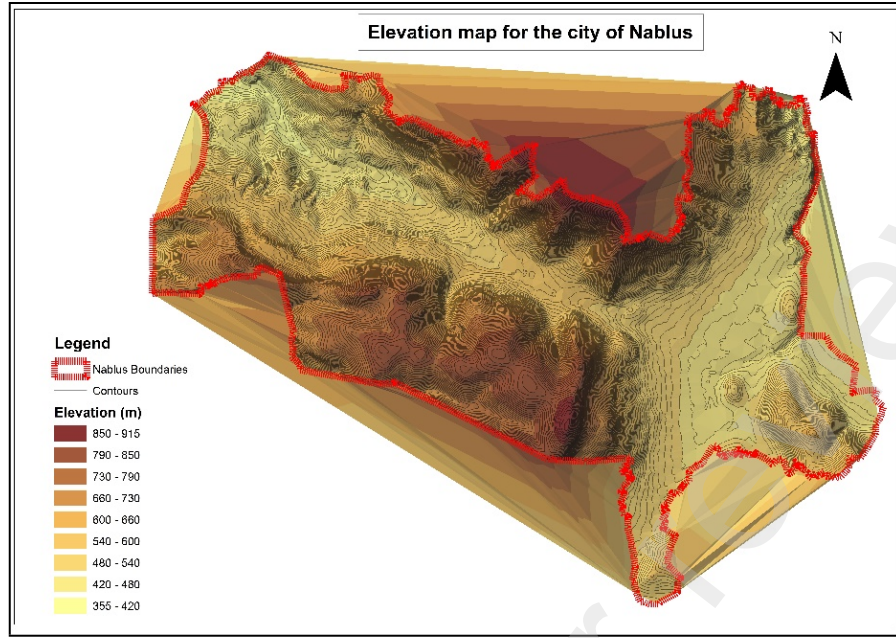 Elevation map for the city of Nablus
N
Legend
Nablus Boundaries
Contours
Elevation (m)
850 - 915
790 - 850
730 - 790
660 - 730
600 - 660
540 - 600
480 - 540
420 - 480
355 - 420